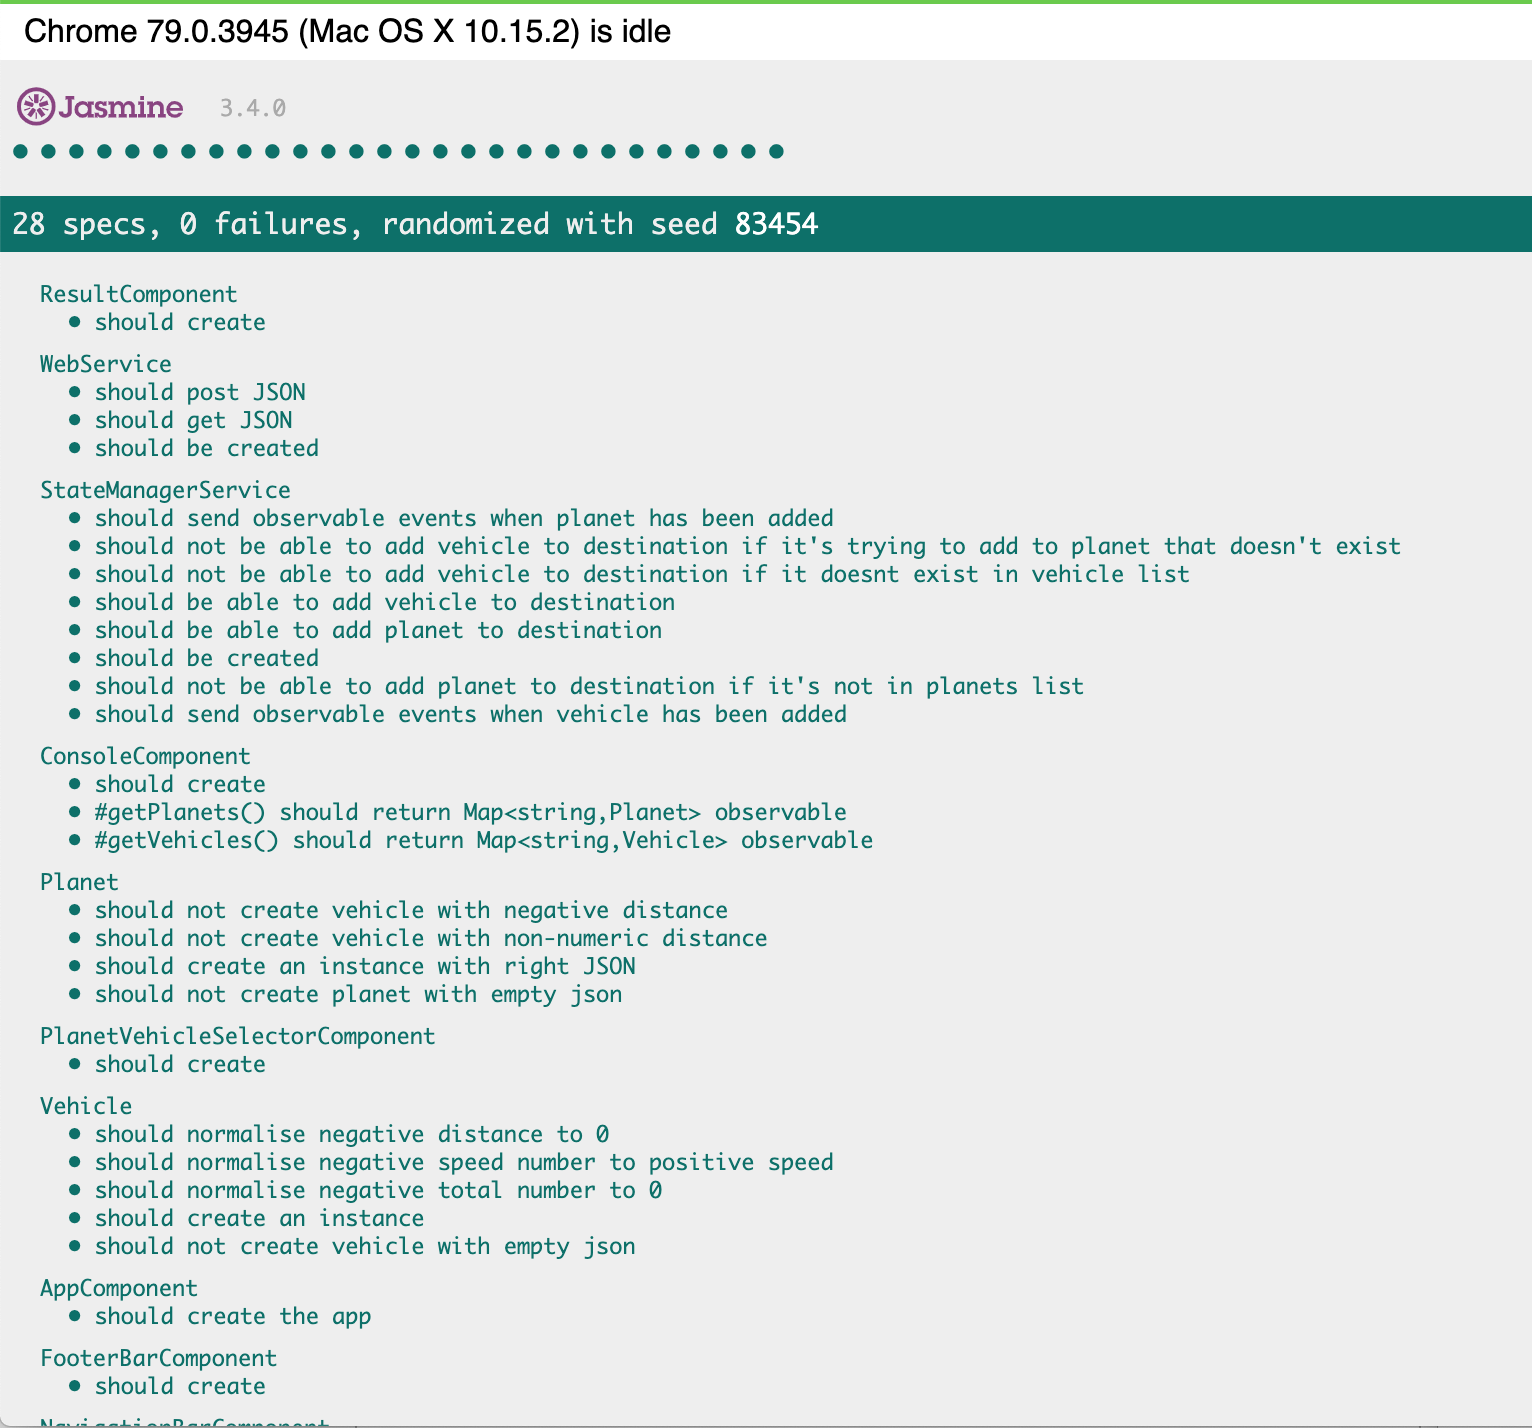 Chrome 79.0.3945 (Mac OS X 10.15.2) is idle
Jasmine 3.4.0
28 specs, 0 failures, randomized with seed 83454
ResultComponent
• should create
WebService
• should post JSON
• should get JSON
• should be created
StateManagerService
• should send observable events when planet has been added
• should not be able to add vehicle to destination if it's trying to add to planet that doesn't exist
• should not be able to add vehicle to destination if it doesnt exist in vehicle list
• should be able to add vehicle to destination
• should be able to add planet to destination
• should be created
• should not be able to add planet to destination if it's not in planets list
• should send observable events when vehicle has been added
ConsoleComponent
• should create
• #getPlanets() should return Map<string,Planet> observable
• #getVehicles() should return Map<string,Vehicle> observable
Planet
• should not create vehicle with negative distance
• should not create vehicle with non-numeric distance
• should create an instance with right JSON
• should not create planet with empty json
PlanetVehicleSelectorComponent
• should create
Vehicle
• should normalise negative distance to 0
• should normalise negative speed number to positive speed
• should normalise negative total number to 0
• should create an instance
• should not create vehicle with empty json
AppComponent
• should create the app
FooterBarComponent
• should create
NavigationBarComponent